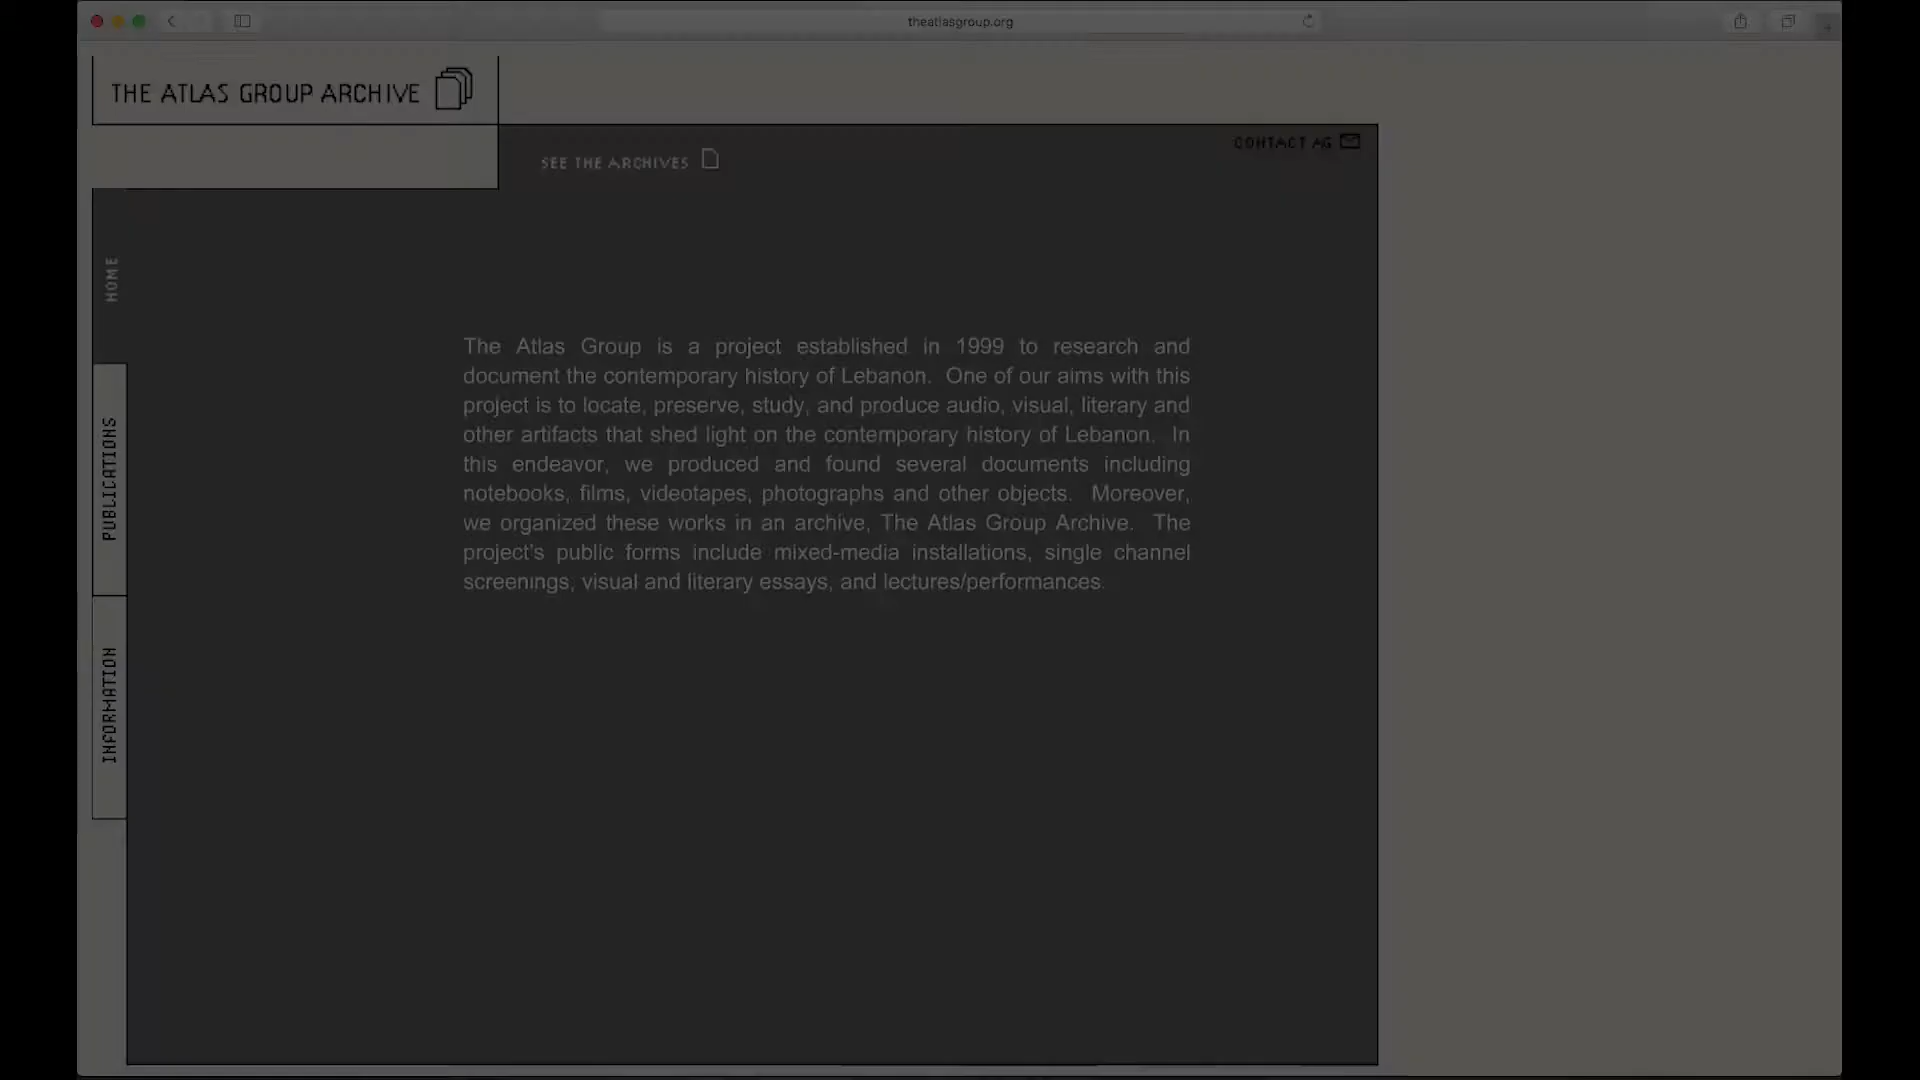 theatlasgroup.org
THE ATLAS GROUP ARCHIVE
CONTACT AG
SEE THE ARCHIVES
HOME
PUBLICATIONS
INFORMATION
The Atlas Group is a project established in 1999 to research and
document the contemporary history of Lebanon. One of our aims with this
project is to locate, preserve, study, and produce audio, visual, literary and
other artifacts that shed light on the contemporary history of Lebanon. In
this endeavor, we produced and found several documents including
notebooks, films, videotapes, photographs and other objects. Moreover,
we organized these works in an archive, The Atlas Group Archive. The
project's public forms include mixed-media installations, single channel
screenings, visual and literary essays, and lectures/performances.